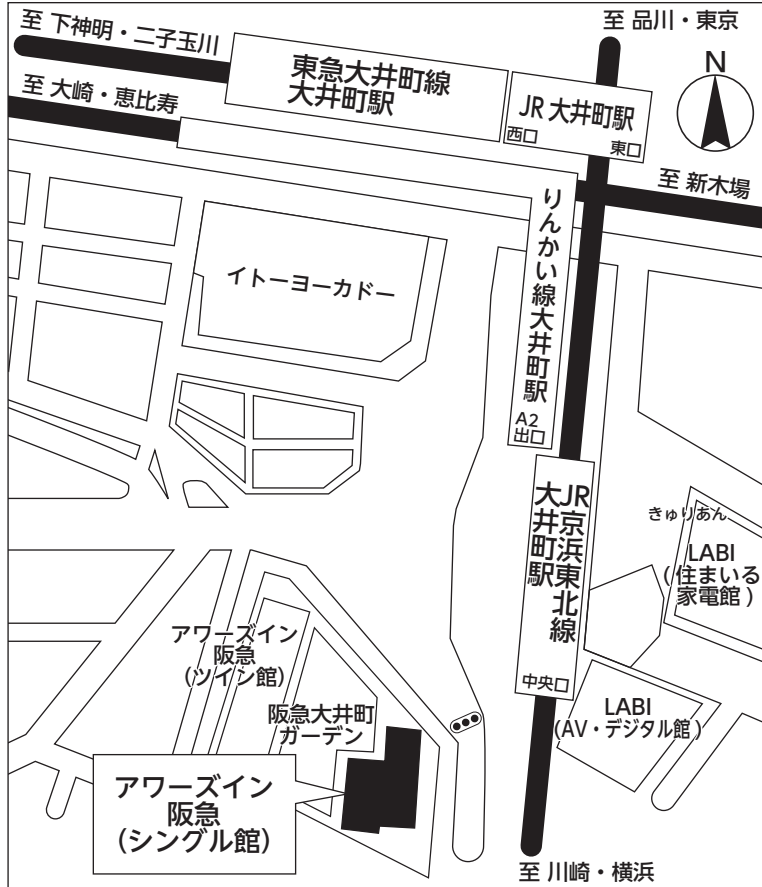 至 下神明・二子玉川
至 品川・東京
東急大井町線
大井町駅
N
至 大崎・恵比寿
JR 大井町駅
西口
東口
至 新木場
りんかい線大井町駅
イトーヨーカドー
A2
出口
JR京浜東北線
大井町駅
きゅりあん
LABI
(住まいる
家電館)
アワーズイン
阪急
(ツイン館)
中央口
阪急大井町
ガーデン
LABI
(AV・デジタル館)
アワーズイン
阪急
(シングル館)
至 川崎・横浜